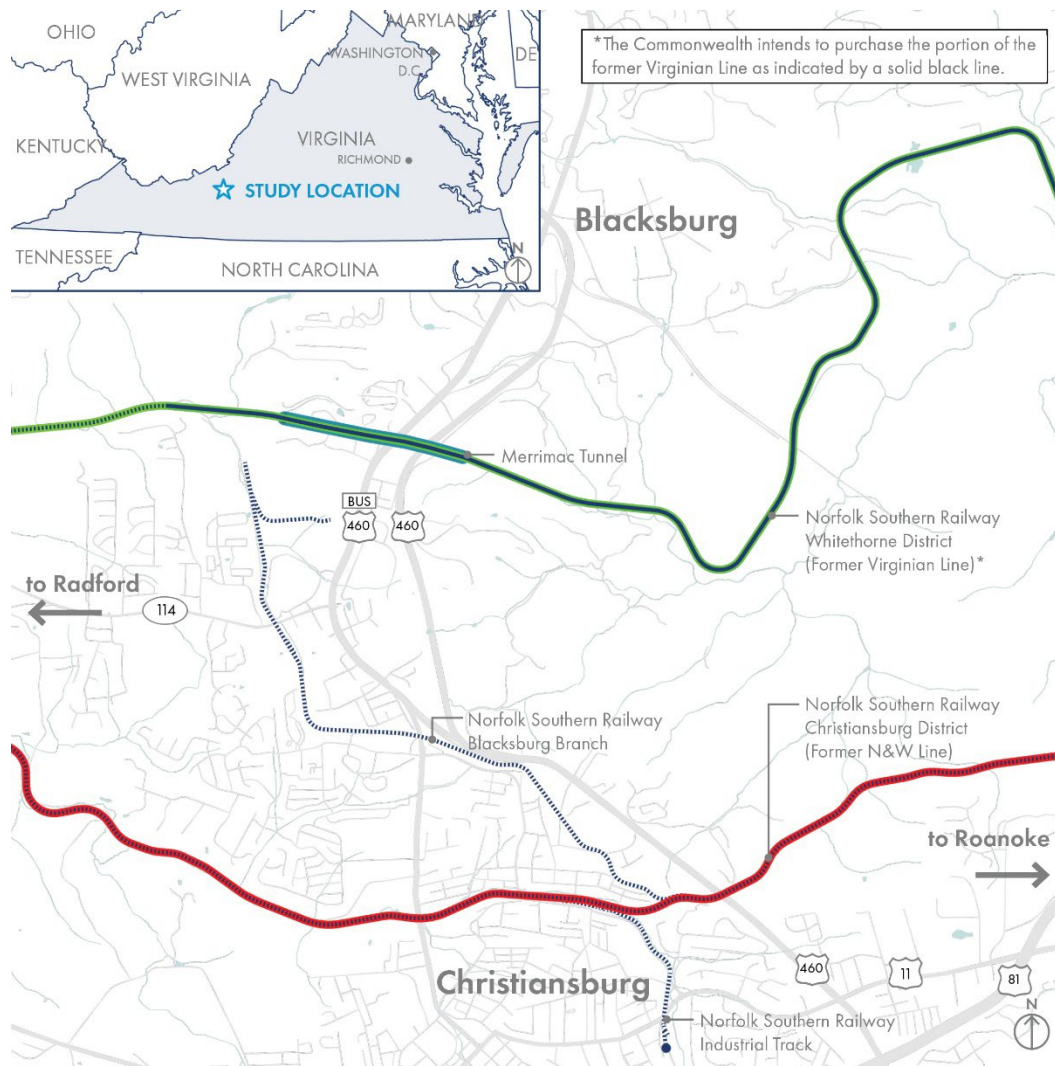 OHIO
MARYLAND
WASHINGTON
D.C.
DE
WEST VIRGINIA
KENTUCKY
VIRGINIA
RICHMOND
STUDY LOCATION
TENNESSEE
NORTH CAROLINA
N
*The Commonwealth intends to purchase the portion of the
former Virginian Line as indicated by a solid black line.
Blacksburg
Merrimac Tunnel
BUS
460
460
Norfolk Southern Railway
Whitethorne District
(Former Virginian Line)*
to Radford
114
Norfolk Southern Railway
Blacksburg Branch
Norfolk Southern Railway
Christiansburg District
(Former N&W Line)
to Roanoke
Christiansburg
460
11
81
N
Norfolk Southern Railway
Industrial Track